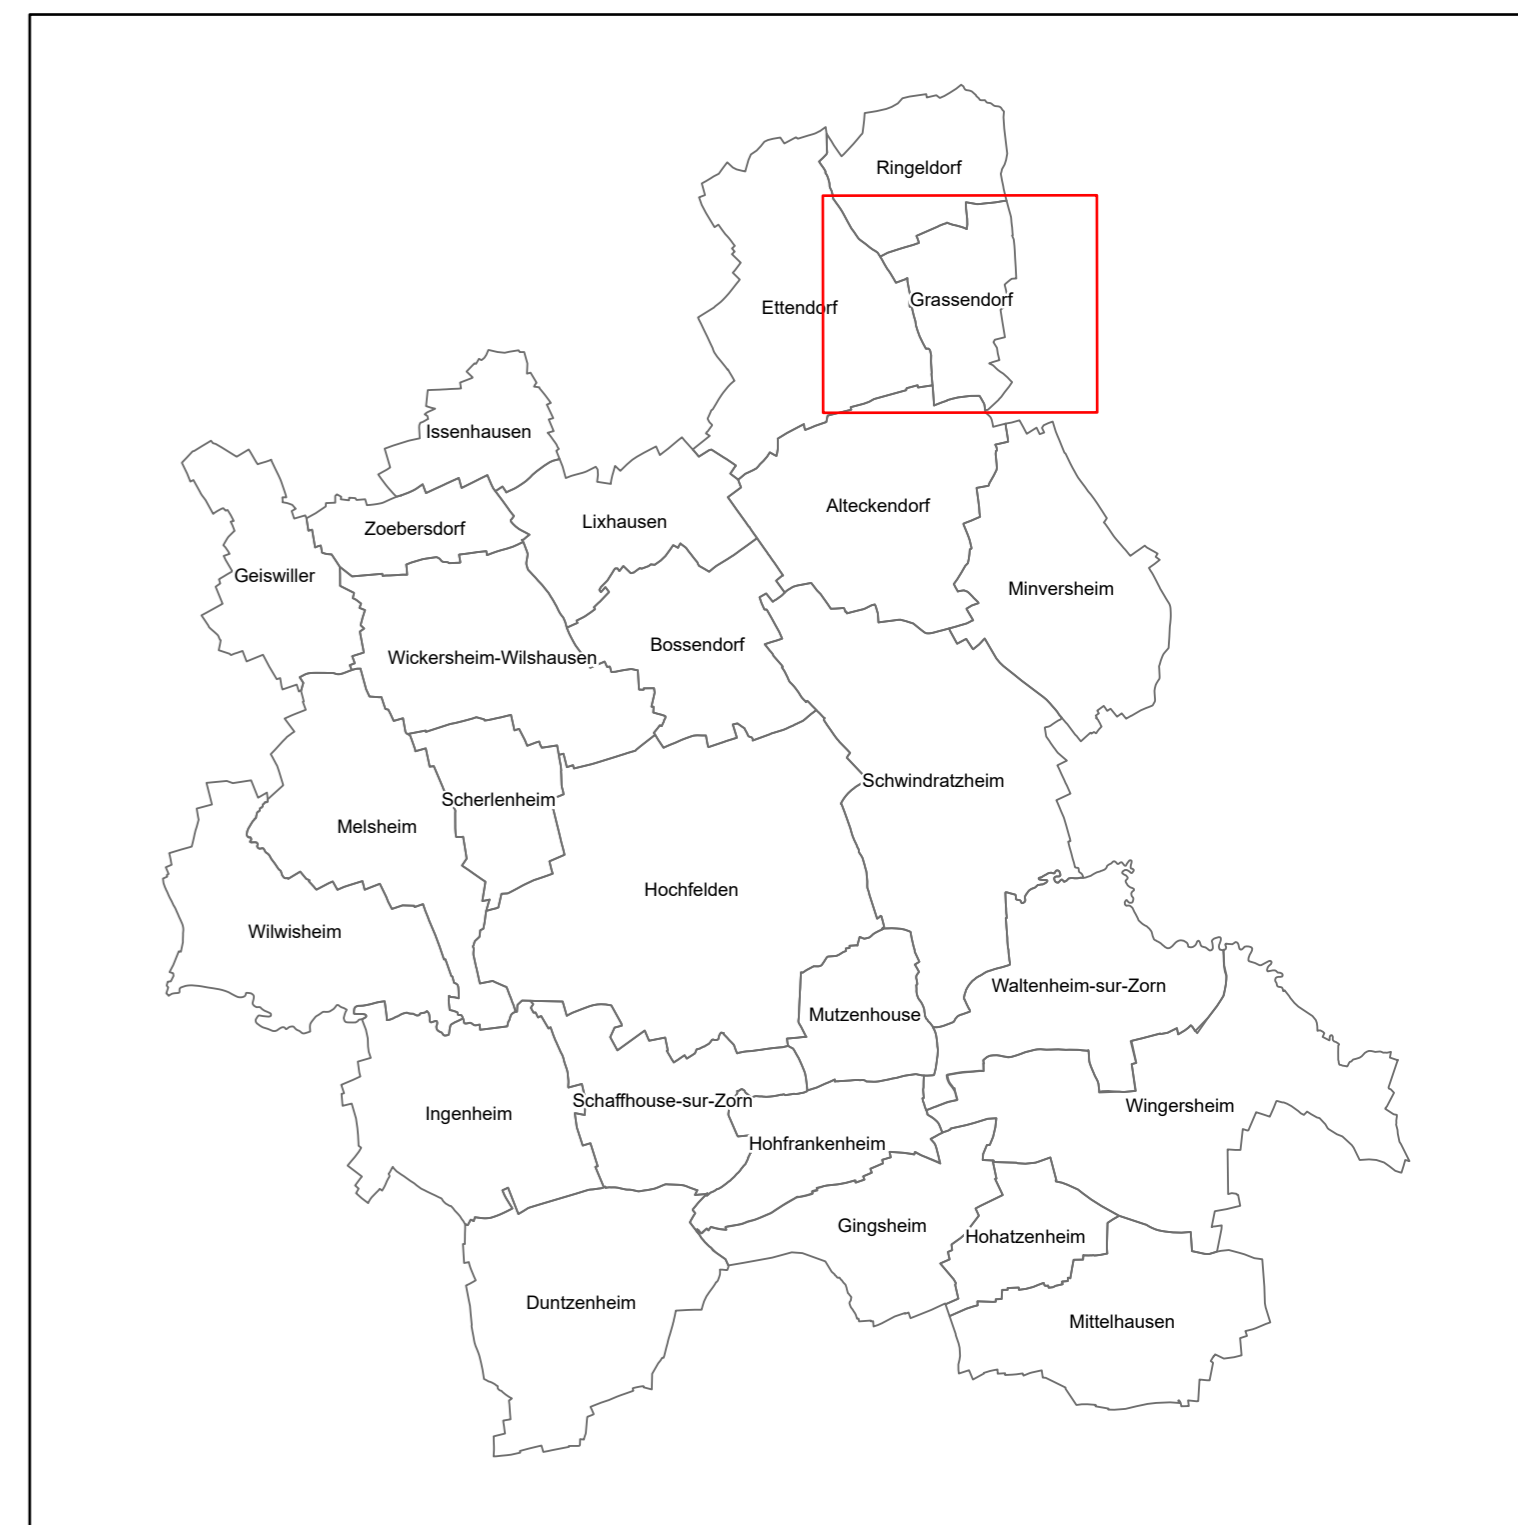 Ringeldorf
Grassendorf
Ettendorf
Issenhausen
Alteckendorf
Lixhausen
Zoebersdorf
Geiswiller
Minversheim
Bossendorf
Wickersheim-Wilshausen
Schwindratzheim
Scherlenheim
Melsheim
Hochfelden
Wilwisheim
Waltenheim-sur-Zorn
Mutzenhouse
Schaffhouse-sur-Zorn
Wingersheim
Ingenheim
Hohfrankenheim
Gingsheim
Hohatzenheim
Duntzenheim
Mittelhausen